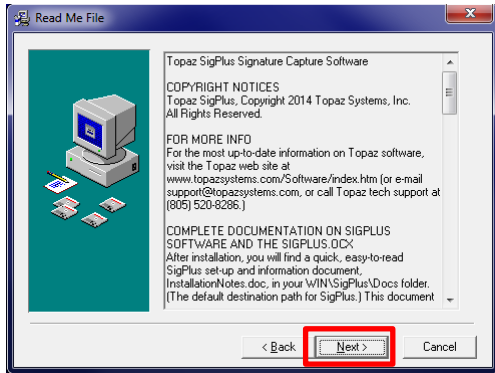 Read Me File
Topaz SigPlus Signature Capture Software
COPYRIGHT NOTICES
Topaz SigPlus, Copyright 2014 Topaz Systems, Inc.
All Rights Reserved.
FOR MORE INFO
For the most up-to-date information on Topaz software,
visit the Topaz web site at
www.topazsystems.com/Software/index.htm (or e-mail
support@topazsystems.com, or call Topaz tech support at
(805) 520-8286.)
COMPLETE DOCUMENTATION ON SIGPLUS
SOFTWARE AND THE SIGPLUS.OCX
After installation, you will find a quick, easy-to-read
SigPlus set-up and information document,
InstallationNotes.doc, in your WIN\SigPlus\Docs folder.
(The default destination path for SigPlus.) This document
< Back Next > Cancel